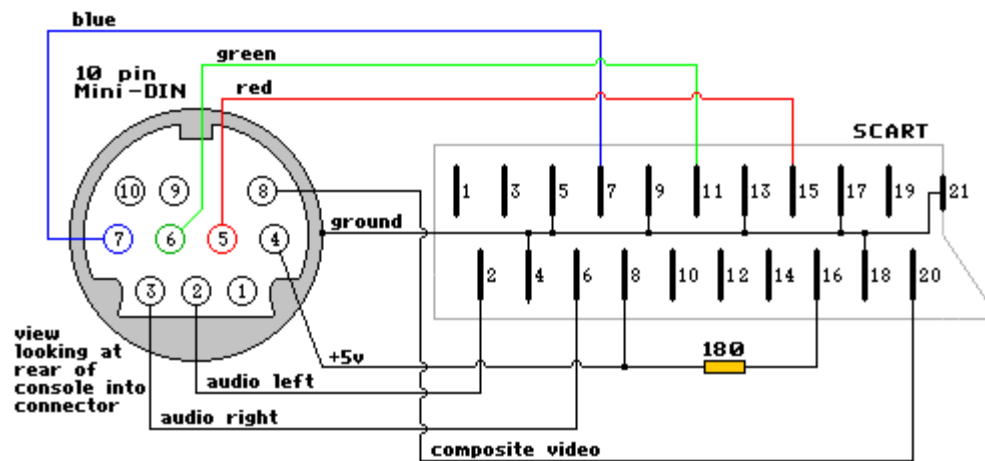 blue
green
10 pin
Mini-DIN
red
SCART
10 9 8
7 6 5 4
3 2 1
ground
1 3 5 7 9 11 13 15 17 19 21
2 4 6 8 10 12 14 16 18 20
view
looking at
rear of
console into
connector
+5v
180
audio left
audio right
composite video